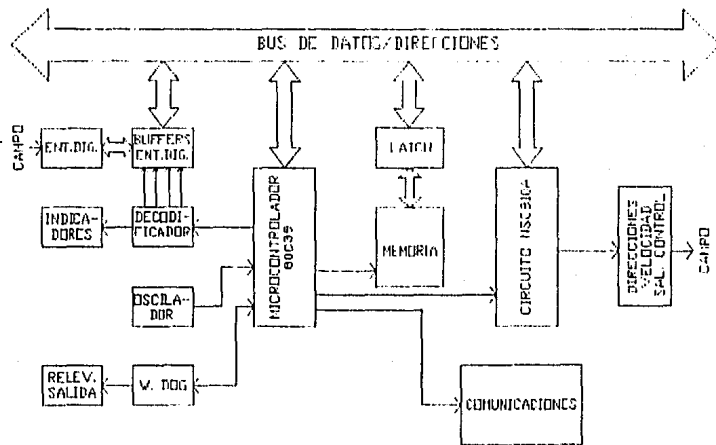 BUS DE DATOS/DIRECCIONES
CAMPO
ENT.DIG.
BUFFERS
ENT.DIG.
LATCH
INDICA-
DORES
DECODI-
FICADOR
MICROCONTROLADOR
80C39
MEMORIA
CIRCUITO NSC810A
DIRECCIONES
VELOCIDAD
SAL. CONTROL
CAMPO
OSCILA-
DOR
RELEV.
SALIDA
W. DOG
COMUNICACIONES